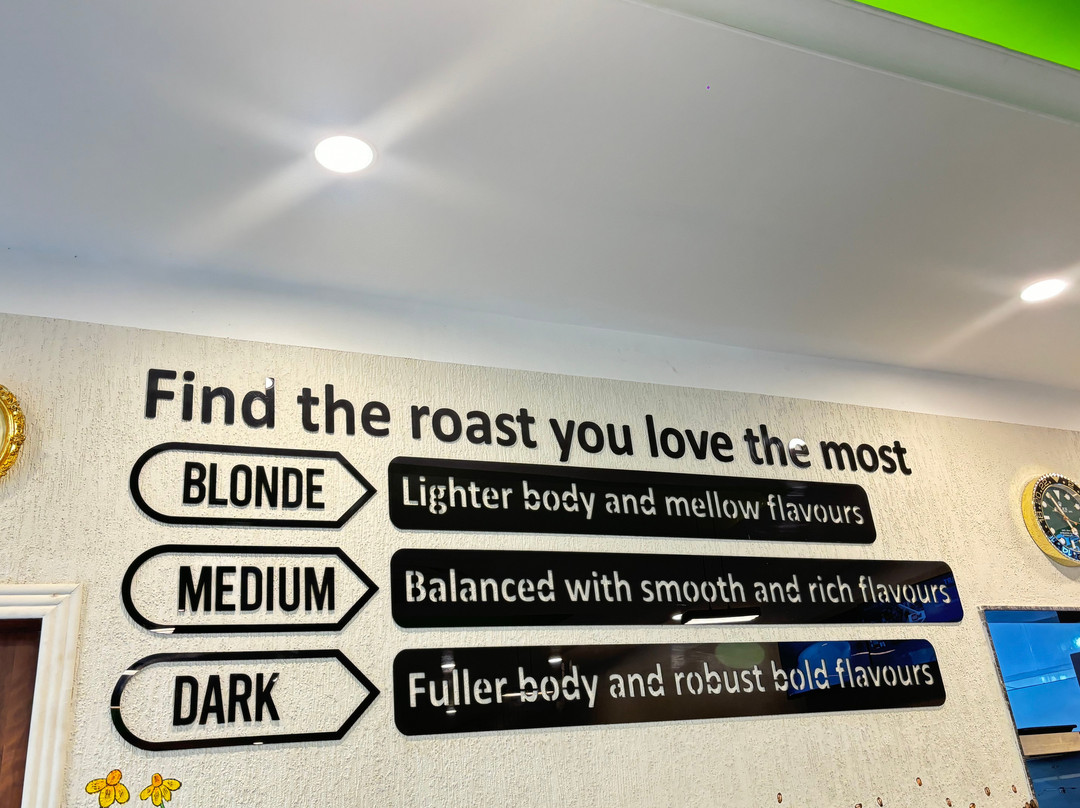 Find the roast you love the most
BLONDE
Lighter body and mellow flavours
MEDIUM
Balanced with smooth and rich flavours
DARK
Fuller body and robust bold flavours